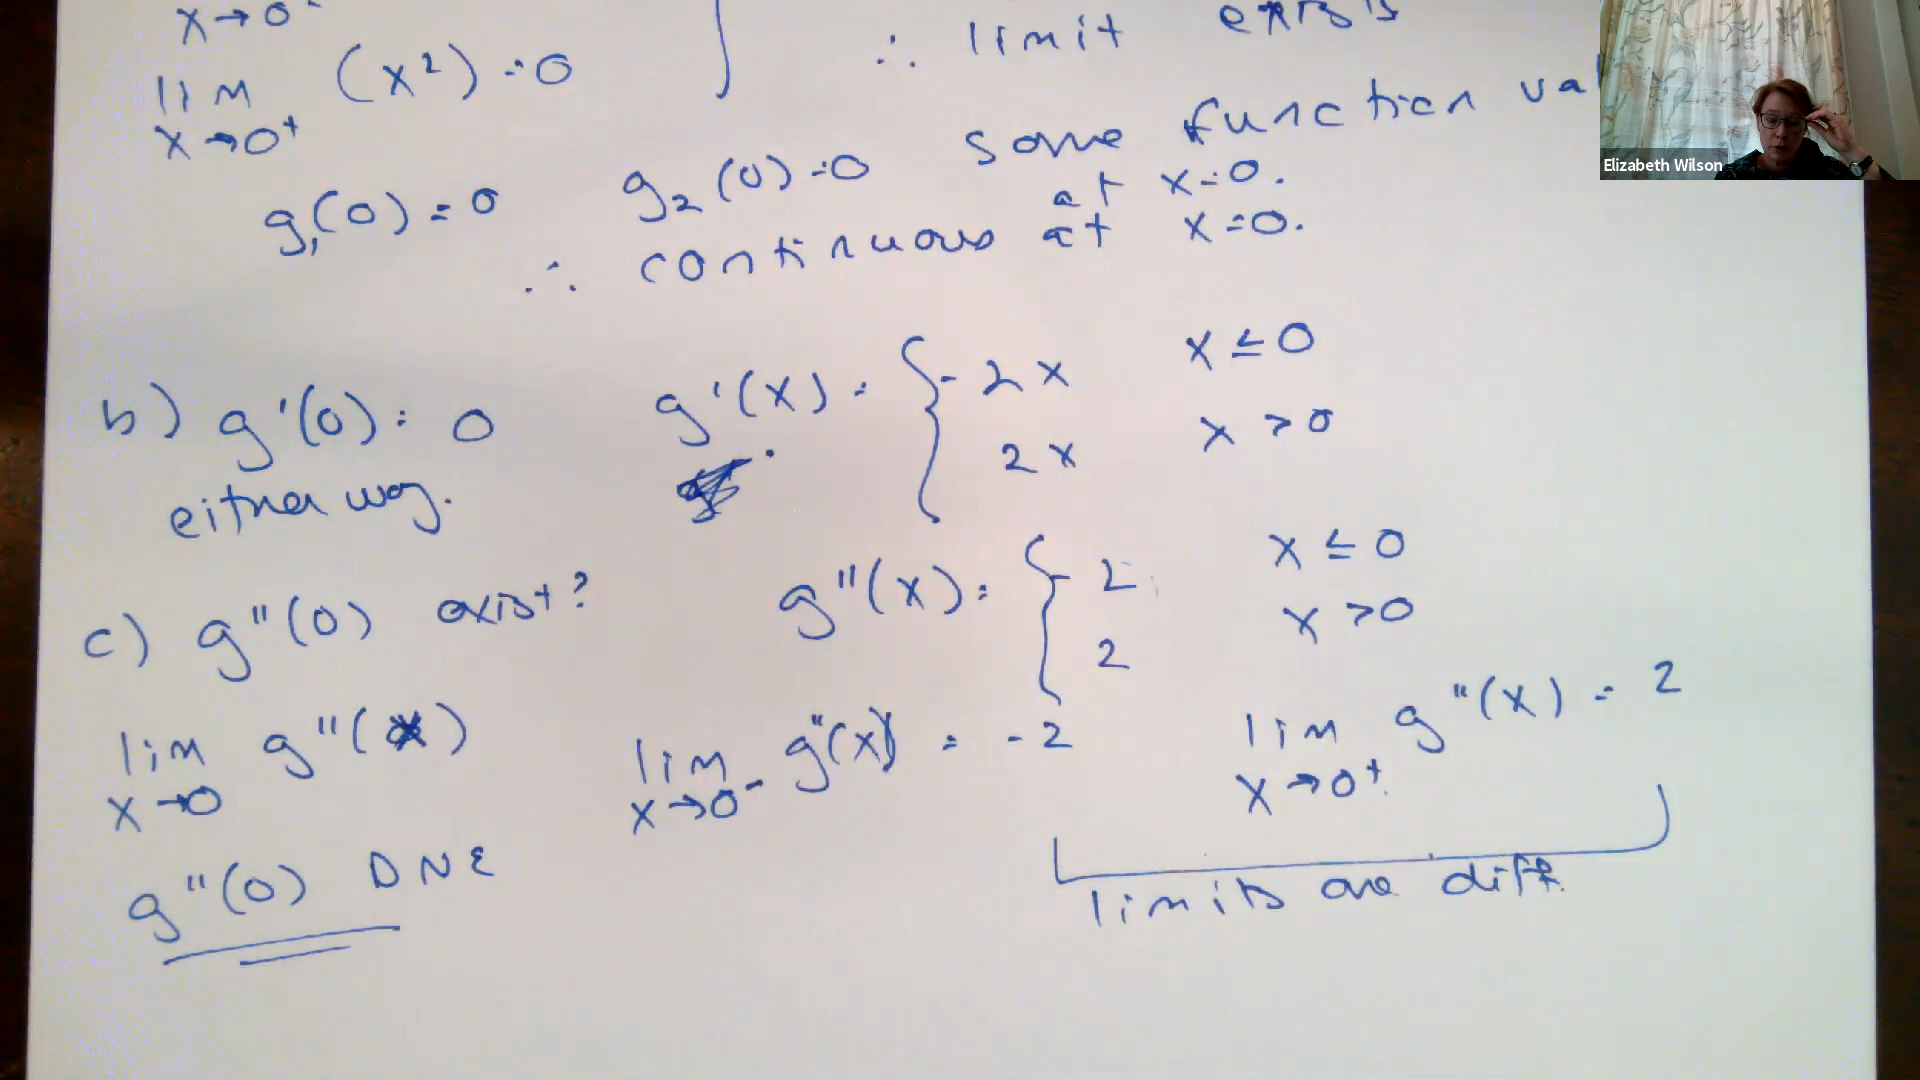 x→0⁻
lim (x²) = 0
x→0⁺
∴ limit exists
g₁(0) = 0 g₂(0) = 0 same function val
at x=0.
∴ continuous at x=0.
b) g'(0) = 0 g'(x) = { -2x x ≤ 0
2x x > 0
either way.
c) g"(0) exist? g"(x) = { -2 x ≤ 0
2 x > 0
lim g"(x) lim g"(x) = -2 lim g"(x) = 2
x→0 x→0⁻ x→0⁺
g"(0) DNE limits are diff.
Elizabeth Wilson